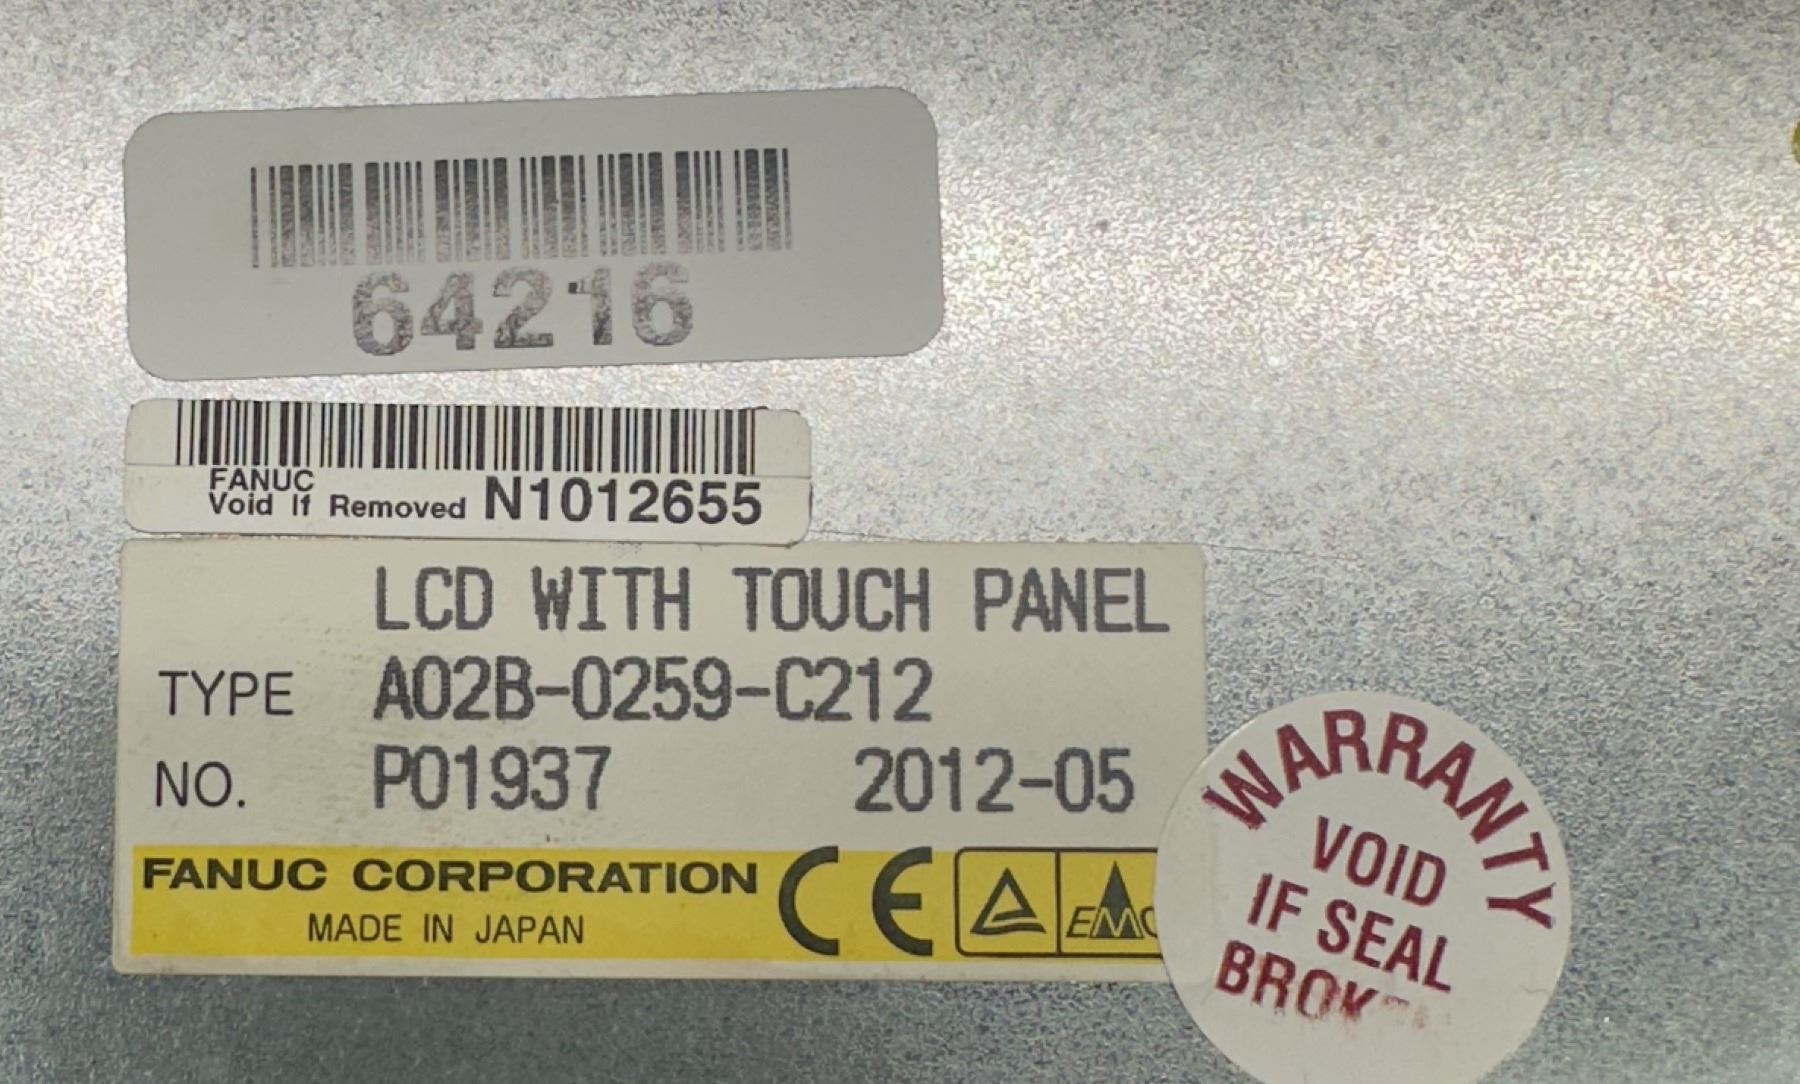 64216
FANUC
Void If Removed N1012655
LCD WITH TOUCH PANEL
TYPE A02B-0259-C212
NO. P01937 2012-05
FANUC CORPORATION
MADE IN JAPAN
CE
EMC
WARRANTY
VOID
IF SEAL